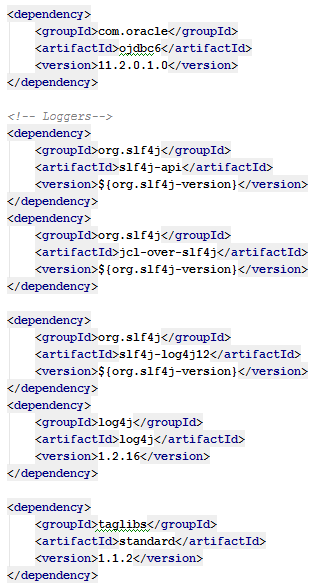 <dependency>
    <groupId>com.oracle</groupId>
    <artifactId>ojdbc6</artifactId>
    <version>11.2.0.1.0</version>
</dependency>

<!-- Loggers-->
<dependency>
    <groupId>org.slf4j</groupId>
    <artifactId>slf4j-api</artifactId>
    <version>${org.slf4j-version}</version>
</dependency>
<dependency>
    <groupId>org.slf4j</groupId>
    <artifactId>jcl-over-slf4j</artifactId>
    <version>${org.slf4j-version}</version>
</dependency>

<dependency>
    <groupId>org.slf4j</groupId>
    <artifactId>slf4j-log4j12</artifactId>
    <version>${org.slf4j-version}</version>
</dependency>
<dependency>
    <groupId>log4j</groupId>
    <artifactId>log4j</artifactId>
    <version>1.2.16</version>
</dependency>

<dependency>
    <groupId>taglibs</groupId>
    <artifactId>standard</artifactId>
    <version>1.1.2</version>
</dependency>